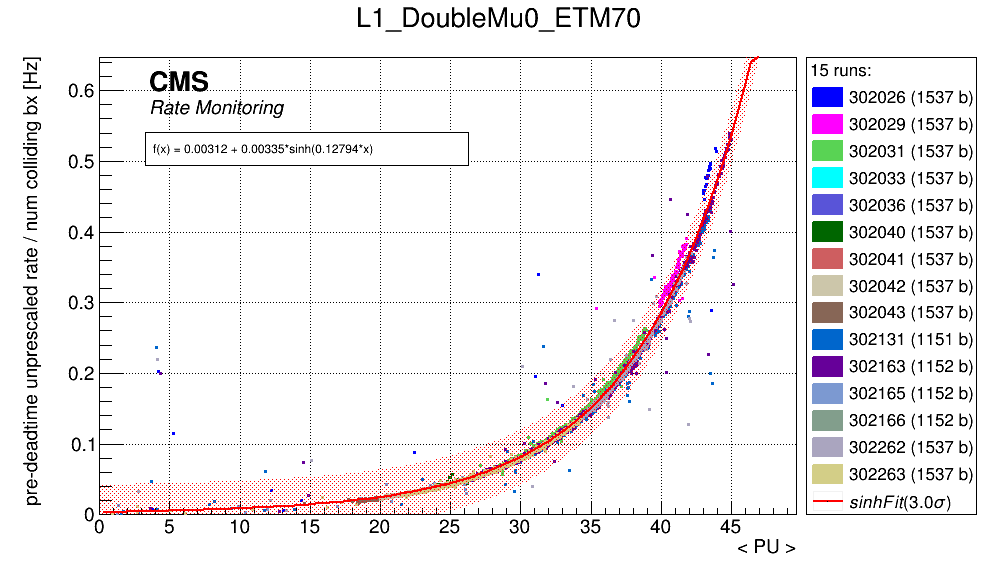 L1_DoubleMu0_ETM70
pre-deadtime unprescaled rate / num colliding bx [Hz]
CMS
Rate Monitoring
f(x) = 0.00312 + 0.00335*sinh(0.12794*x)
0.6
0.5
0.4
0.3
0.2
0.1
0
0 5 10 15 20 25 30 35 40 45
< PU >
15 runs:
302026 (1537 b)
302029 (1537 b)
302031 (1537 b)
302033 (1537 b)
302036 (1537 b)
302040 (1537 b)
302041 (1537 b)
302042 (1537 b)
302043 (1537 b)
302131 (1151 b)
302163 (1152 b)
302165 (1152 b)
302166 (1152 b)
302262 (1537 b)
302263 (1537 b)
sinhFit(3.0σ)